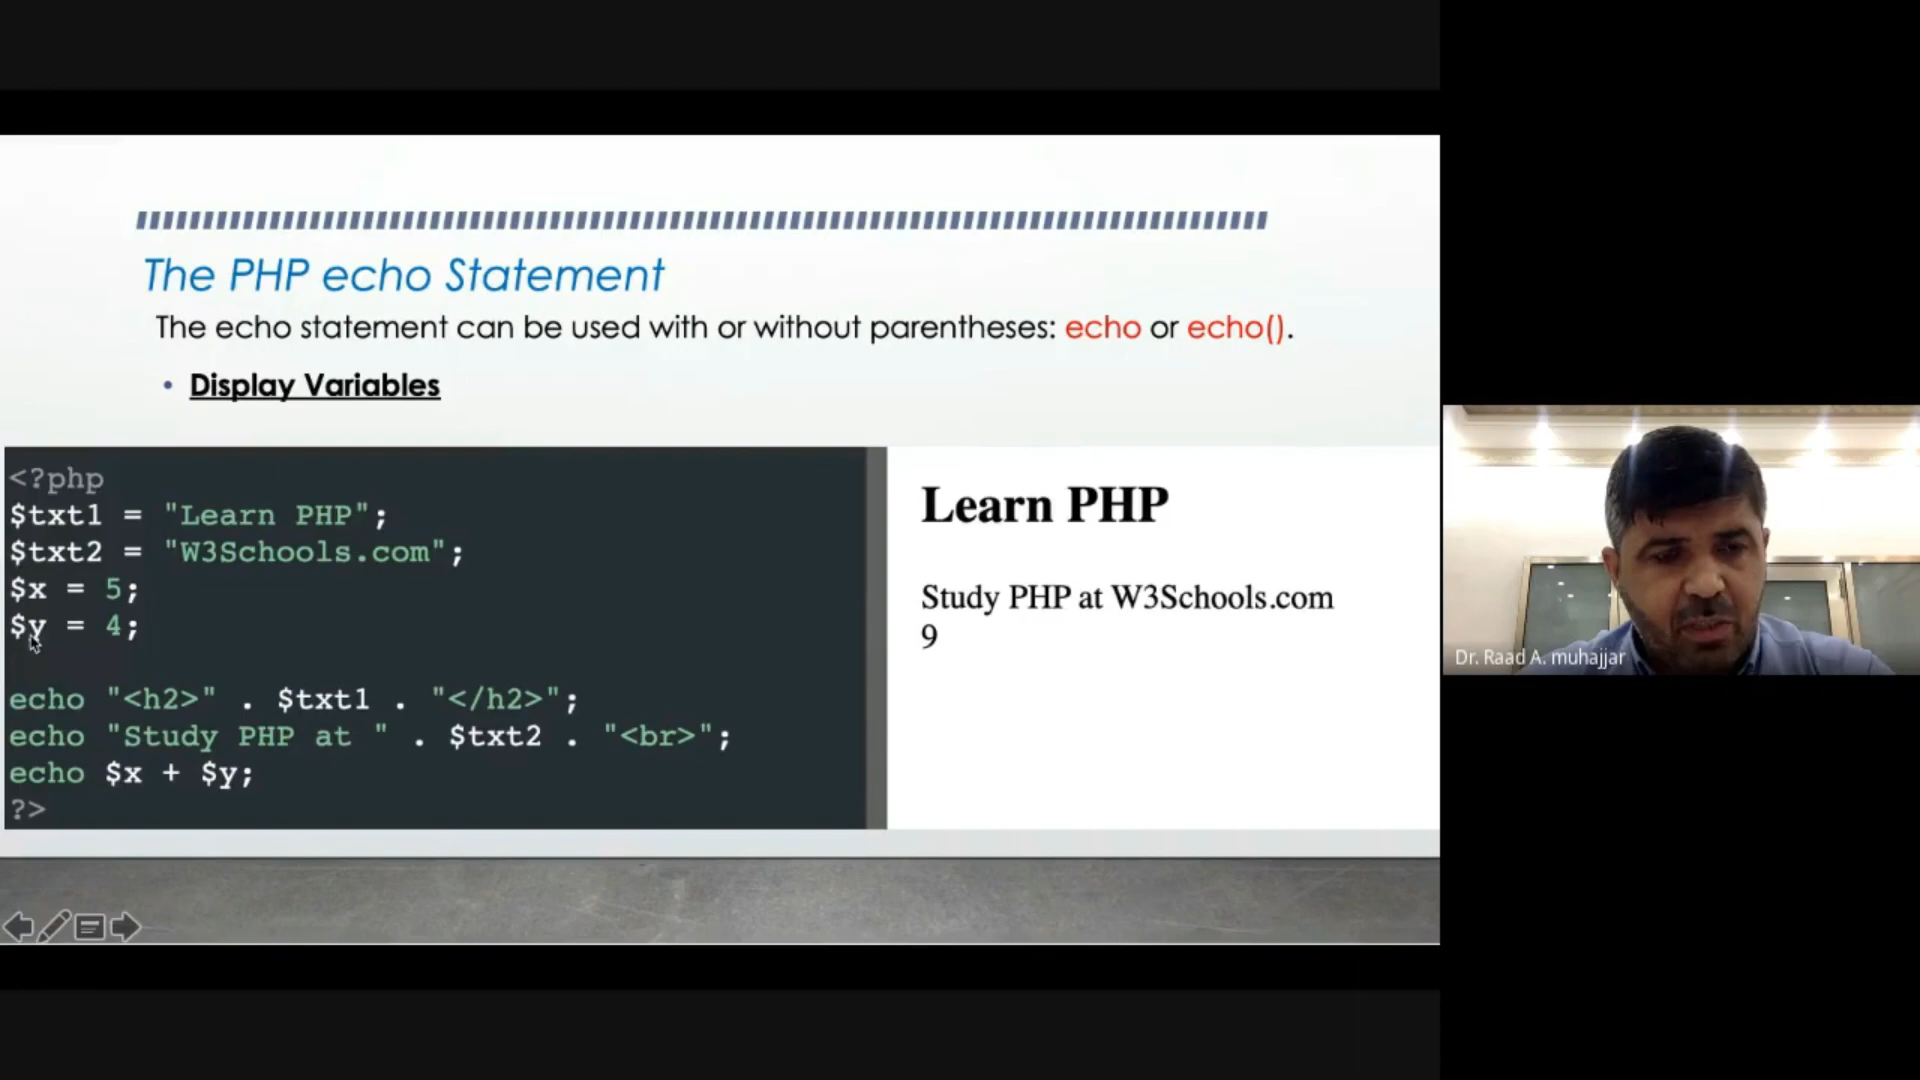 The PHP echo Statement
The echo statement can be used with or without parentheses: echo or echo().
• Display Variables
<?php
$txt1 = "Learn PHP";
$txt2 = "W3Schools.com";
$x = 5;
$y = 4;
echo "<h2>" . $txt1 . "</h2>";
echo "Study PHP at " . $txt2 . "<br>";
echo $x + $y;
?>
Learn PHP
Study PHP at W3Schools.com
9
Dr. Raad A. muhajjar